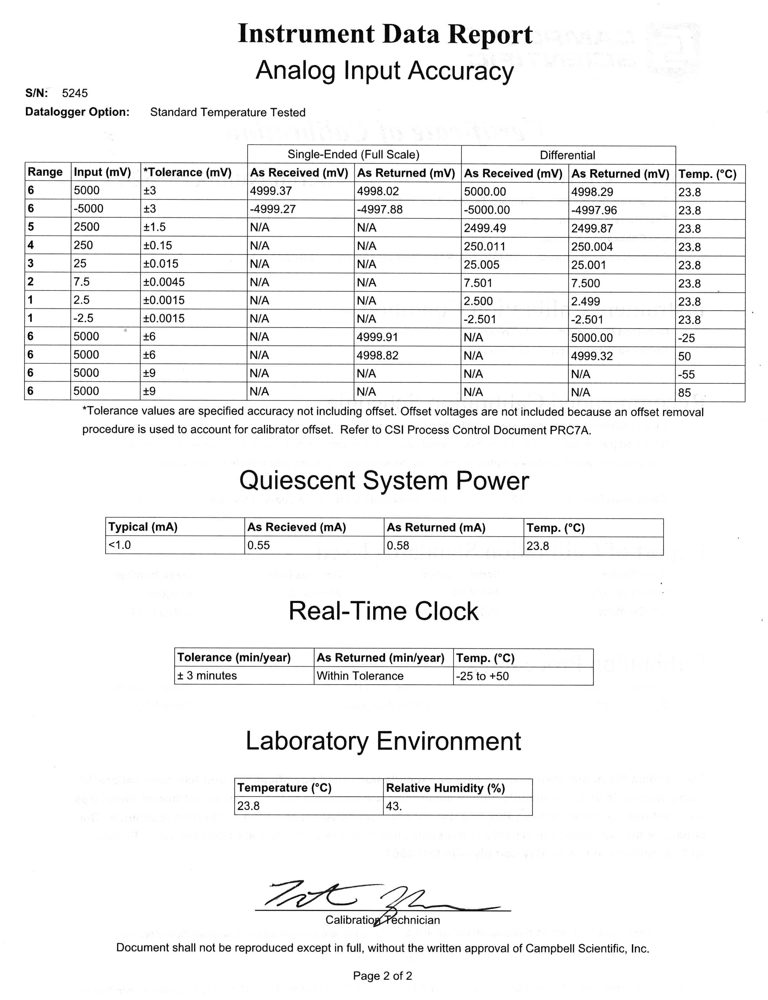 Instrument Data Report
Analog Input Accuracy
S/N: 5245
Datalogger Option: Standard Temperature Tested
Single-Ended (Full Scale) Differential
Range Input (mV) *Tolerance (mV) As Received (mV) As Returned (mV) As Received (mV) As Returned (mV) Temp. (°C)
6 5000 ±3 4999.37 4998.02 5000.00 4998.29 23.8
6 -5000 ±3 -4999.27 -4997.88 -5000.00 -4997.96 23.8
5 2500 ±1.5 N/A N/A 2499.49 2499.87 23.8
4 250 ±0.15 N/A N/A 250.011 250.004 23.8
3 25 ±0.015 N/A N/A 25.005 25.001 23.8
2 7.5 ±0.0045 N/A N/A 7.501 7.500 23.8
1 2.5 ±0.0015 N/A N/A 2.500 2.499 23.8
1 -2.5 ±0.0015 N/A N/A -2.501 -2.501 23.8
6 5000 ±6 N/A 4999.91 N/A 5000.00 -25
6 5000 ±6 N/A 4998.82 N/A 4999.32 50
6 5000 ±9 N/A N/A N/A N/A -55
6 5000 ±9 N/A N/A N/A N/A 85
*Tolerance values are specified accuracy not including offset. Offset voltages are not included because an offset removal
procedure is used to account for calibrator offset. Refer to CSI Process Control Document PRC7A.
Quiescent System Power
Typical (mA) As Recieved (mA) As Returned (mA) Temp. (°C)
<1.0 0.55 0.58 23.8
Real-Time Clock
Tolerance (min/year) As Returned (min/year) Temp. (°C)
± 3 minutes Within Tolerance -25 to +50
Laboratory Environment
Temperature (°C) Relative Humidity (%)
23.8 43.
Calibration Technician
Document shall not be reproduced except in full, without the written approval of Campbell Scientific, Inc.
Page 2 of 2